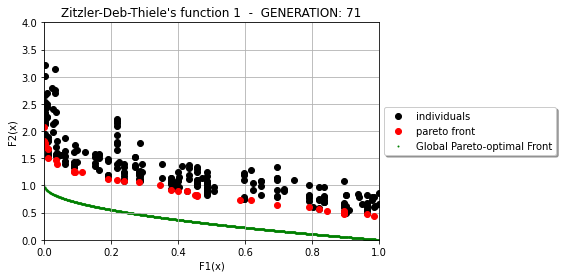 Zitzler-Deb-Thiele's function 1  -  GENERATION: 71
4.0
3.5
3.0
2.5
2.0
1.5
1.0
0.5
0.0
F2(x)
0.0 0.2 0.4 0.6 0.8 1.0
F1(x)
individuals
pareto front
Global Pareto-optimal Front